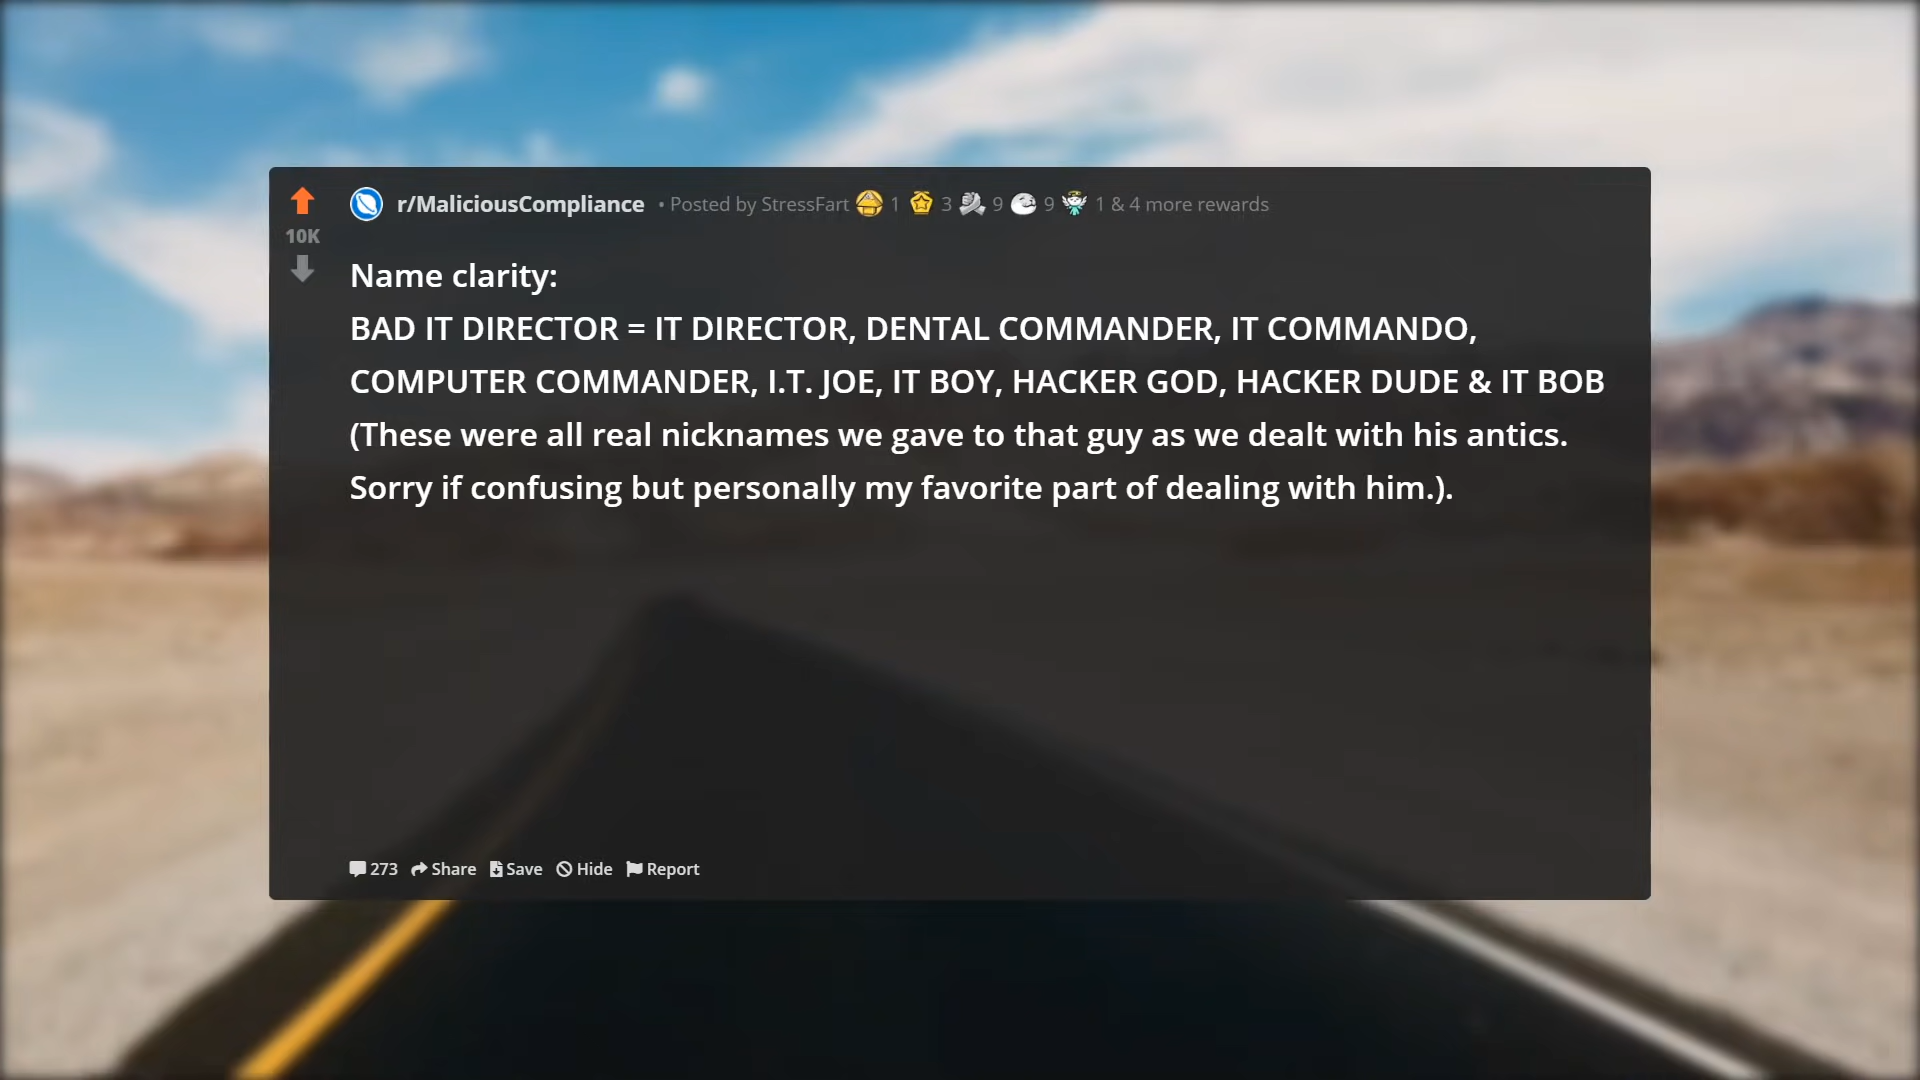 r/MaliciousCompliance • Posted by StressFart 1 3 9 9 1 & 4 more rewards
10K
Name clarity:
BAD IT DIRECTOR = IT DIRECTOR, DENTAL COMMANDER, IT COMMANDO,
COMPUTER COMMANDER, I.T. JOE, IT BOY, HACKER GOD, HACKER DUDE & IT BOB
(These were all real nicknames we gave to that guy as we dealt with his antics.
Sorry if confusing but personally my favorite part of dealing with him.).
273 Share Save Hide Report